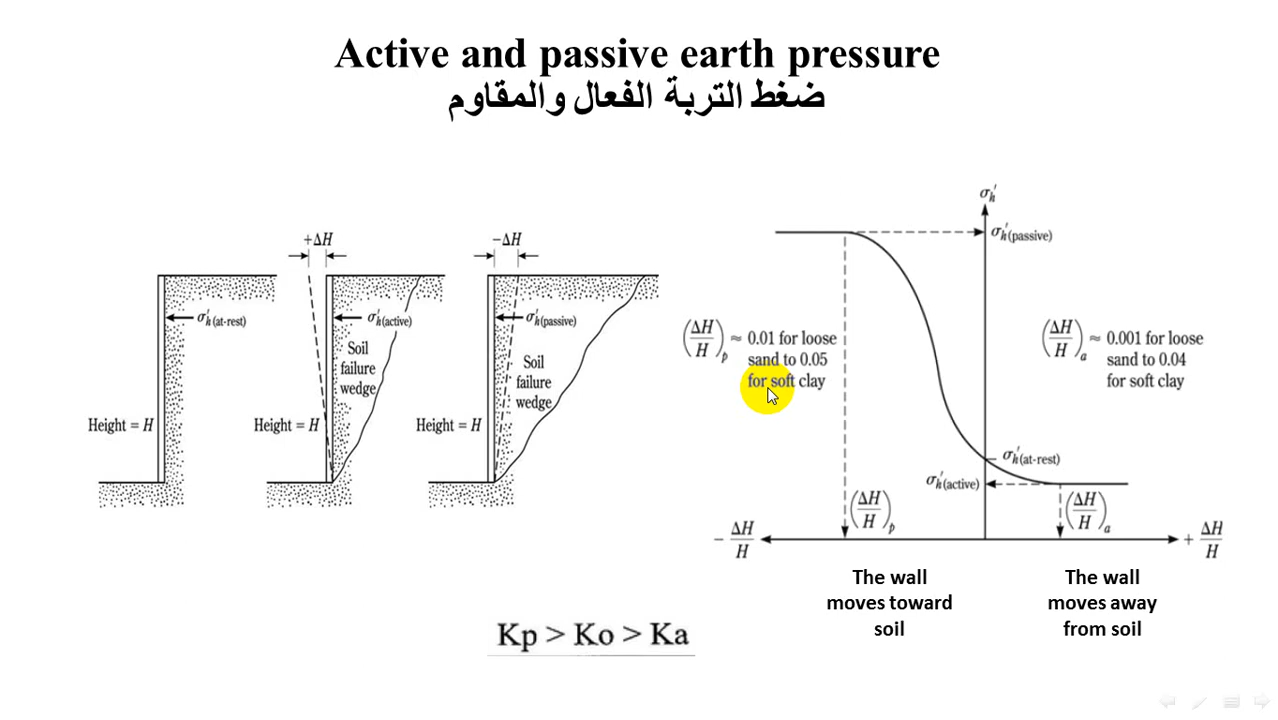 Active and passive earth pressure
ضغط التربة الفعال والمقاوم
+ΔH
−ΔH
σ′h(at-rest)
σ′h(active)
σ′h(passive)
Soil
failure
wedge
Soil
failure
wedge
Height = H
Height = H
Height = H
σ′h
σ′h(passive)
(ΔH/H)p ≈ 0.01 for loose
sand to 0.05
for soft clay
(ΔH/H)a ≈ 0.001 for loose
sand to 0.04
for soft clay
σ′h(at-rest)
σ′h(active)
(ΔH/H)p
(ΔH/H)a
− ΔH/H
+ ΔH/H
The wall
moves toward
soil
The wall
moves away
from soil
Kp > Ko > Ka